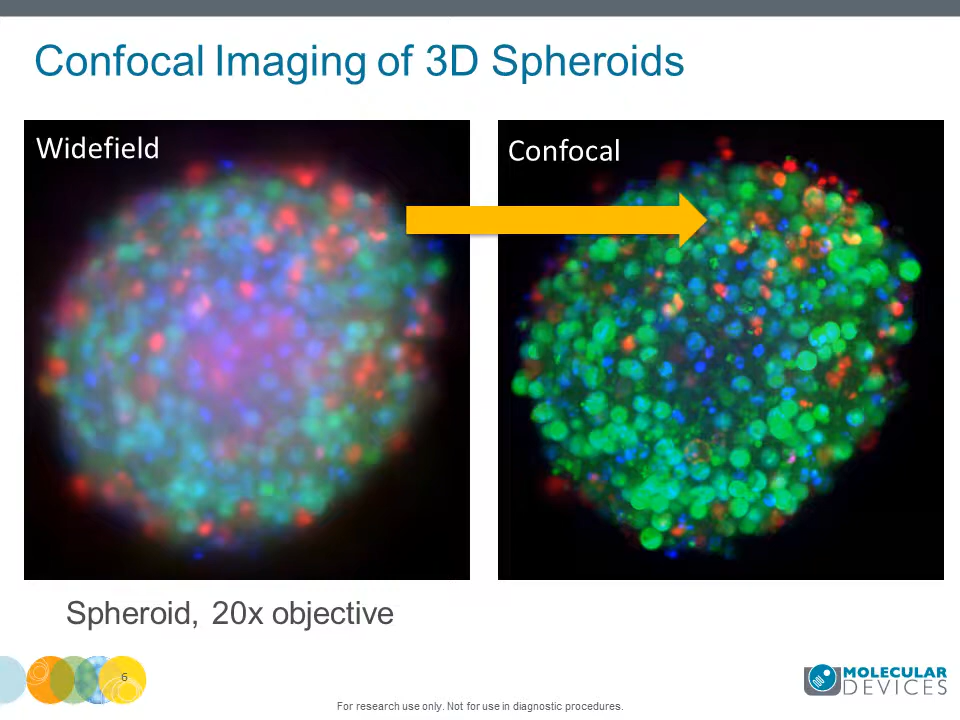 Confocal Imaging of 3D Spheroids
Widefield
Confocal
Spheroid, 20x objective
6
MOLECULAR
DEVICES
For research use only. Not for use in diagnostic procedures.